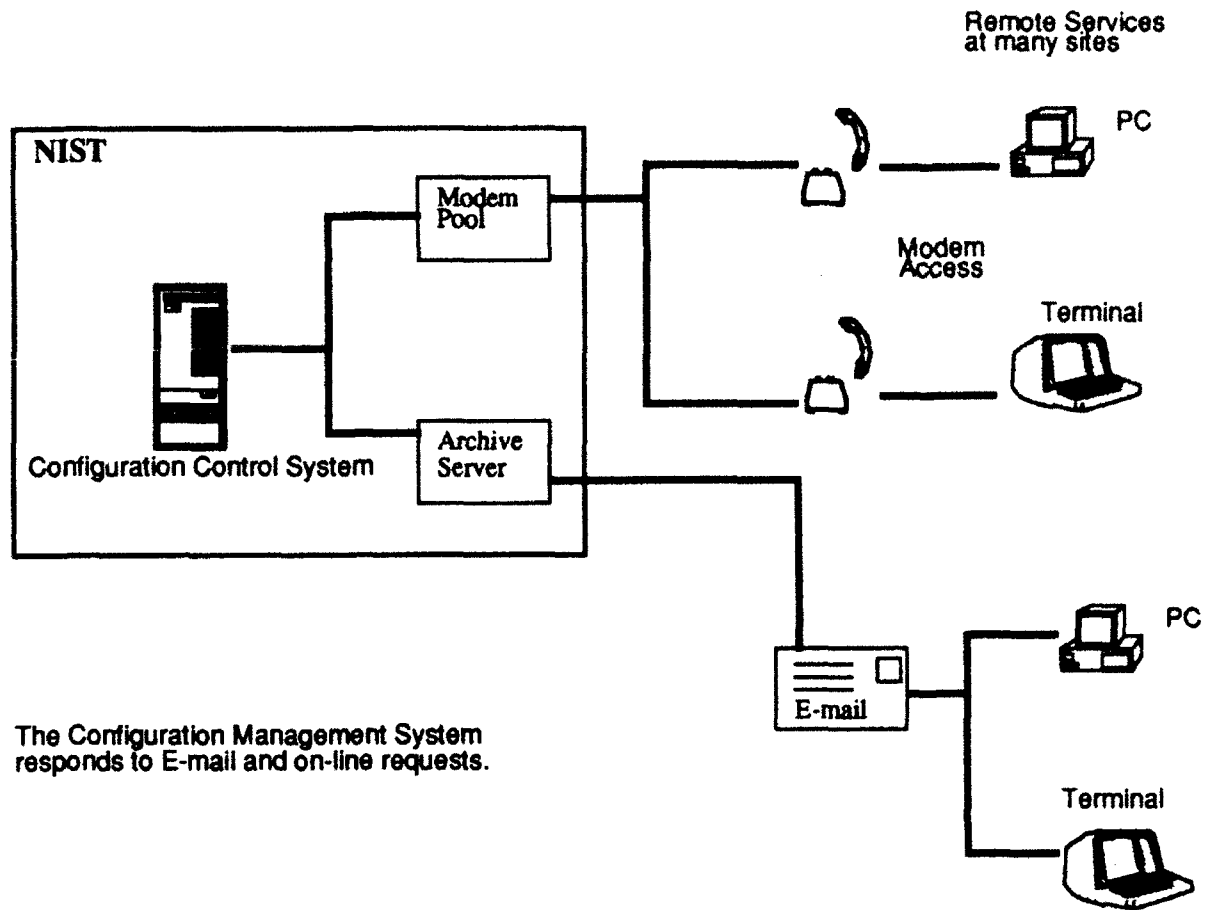 Remote Services
at many sites
PC
NIST
Modem
Pool
Modem
Access
Terminal
Archive
Server
Configuration Control System
PC
E-mail
The Configuration Management System
responds to E-mail and on-line requests.
Terminal